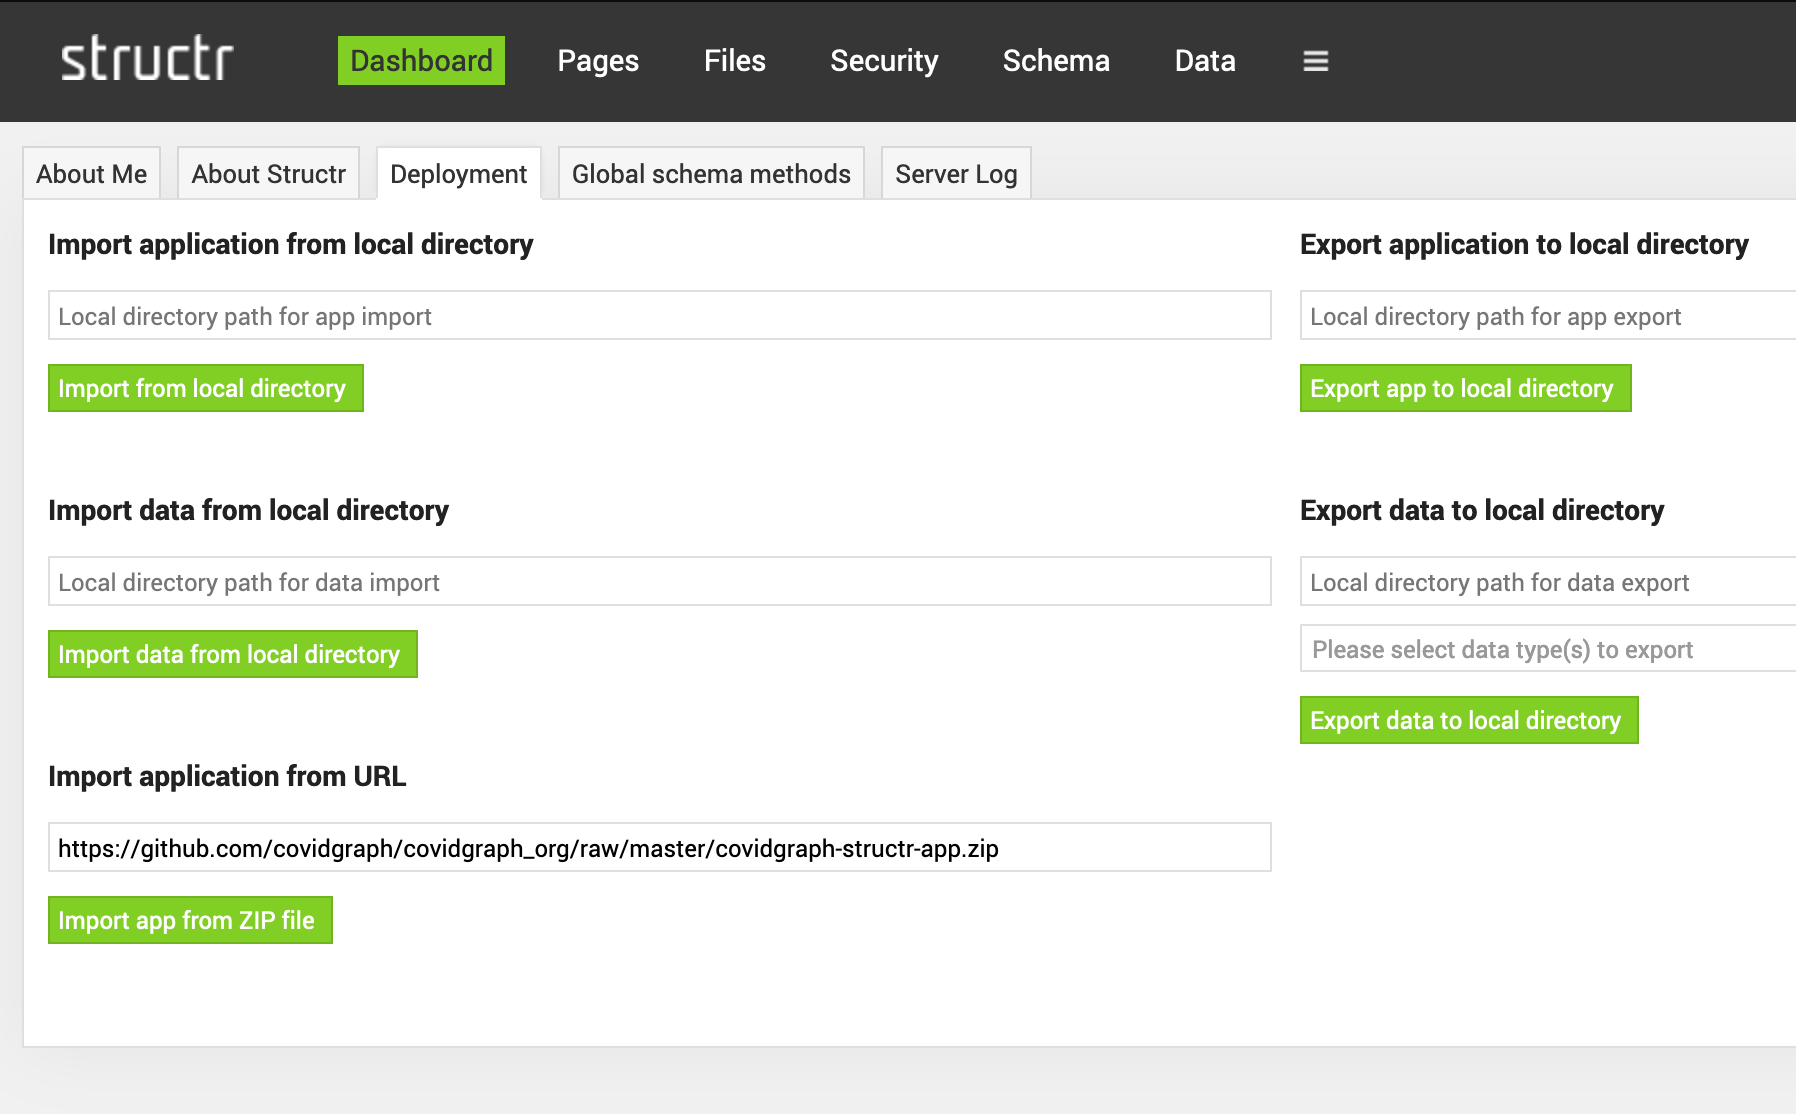 structr
Dashboard Pages Files Security Schema Data
About Me About Structr Deployment Global schema methods Server Log
Import application from local directory
Local directory path for app import
Import from local directory
Import data from local directory
Local directory path for data import
Import data from local directory
Import application from URL
https://github.com/covidgraph/covidgraph_org/raw/master/covidgraph-structr-app.zip
Import app from ZIP file
Export application to local directory
Local directory path for app export
Export app to local directory
Export data to local directory
Local directory path for data export
Please select data type(s) to export
Export data to local directory